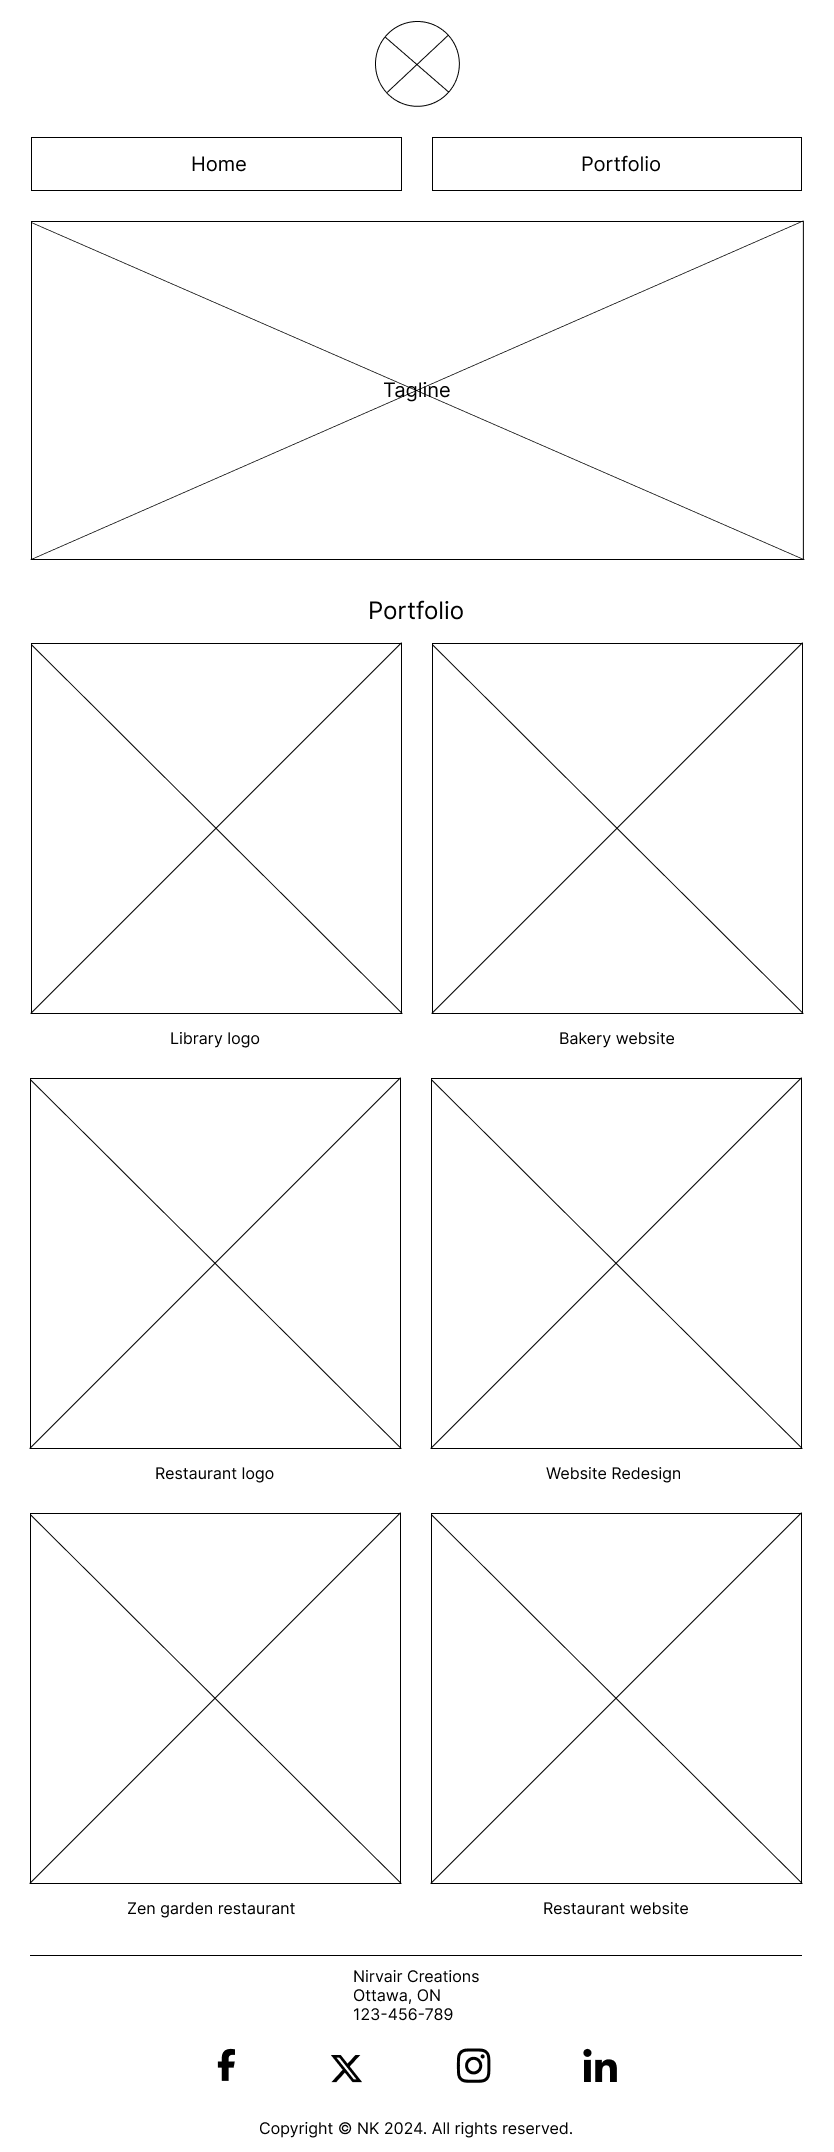 Home
Portfolio
Tagline
Portfolio
Library logo
Bakery website
Restaurant logo
Website Redesign
Zen garden restaurant
Restaurant website
Nirvair Creations
Ottawa, ON
123-456-789
Copyright © NK 2024. All rights reserved.